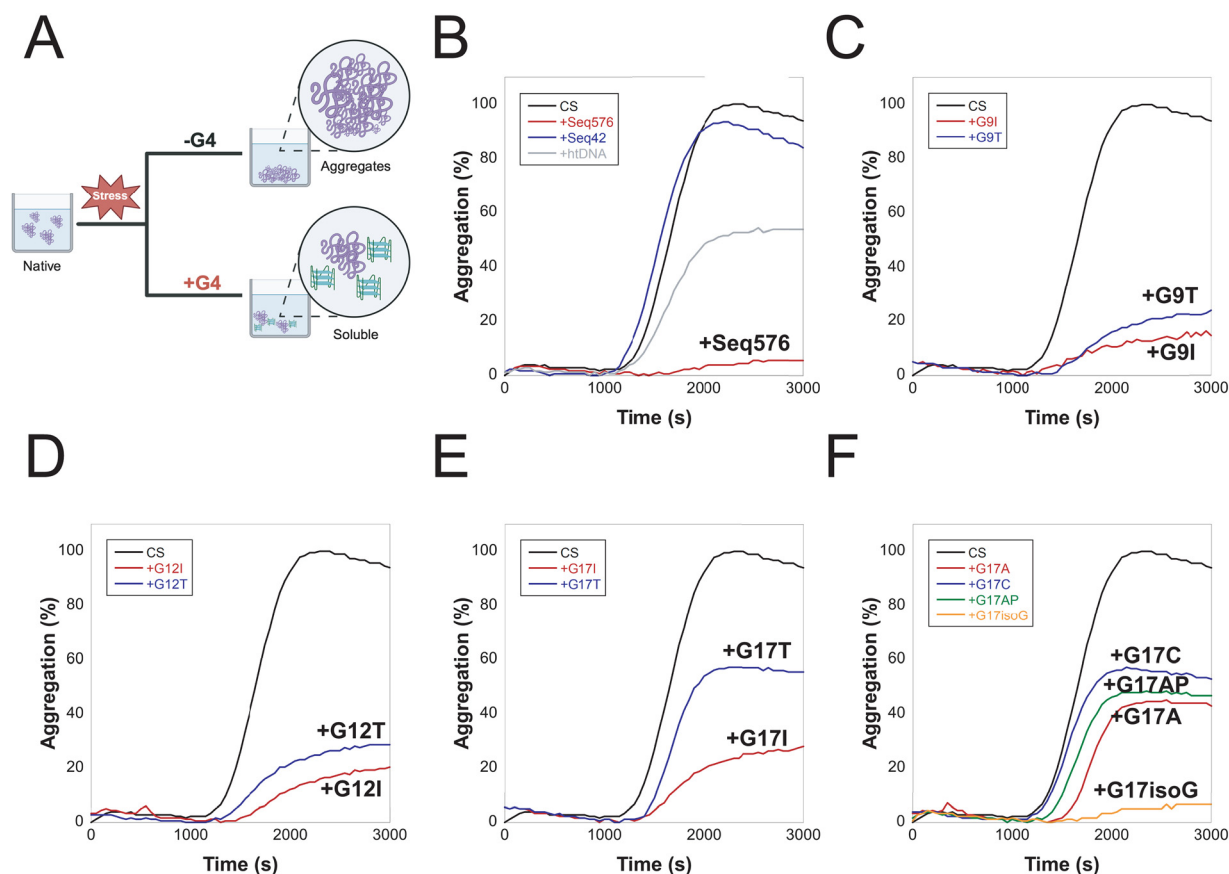 A
-G4
Aggregates
Stress
Native
+G4
Soluble
B
Aggregation (%)
100
80
60
40
20
0
CS
+Seq576
+Seq42
+htDNA
+Seq576
0 1000 2000 3000
Time (s)
C
Aggregation (%)
100
80
60
40
20
0
CS
+G9I
+G9T
+G9T
+G9I
0 1000 2000 3000
Time (s)
D
Aggregation (%)
100
80
60
40
20
0
CS
+G12I
+G12T
+G12T
+G12I
0 1000 2000 3000
Time (s)
E
Aggregation (%)
100
80
60
40
20
0
CS
+G17I
+G17T
+G17T
+G17I
0 1000 2000 3000
Time (s)
F
Aggregation (%)
100
80
60
40
20
0
CS
+G17A
+G17C
+G17AP
+G17isoG
+G17C
+G17AP
+G17A
+G17isoG
0 1000 2000 3000
Time (s)